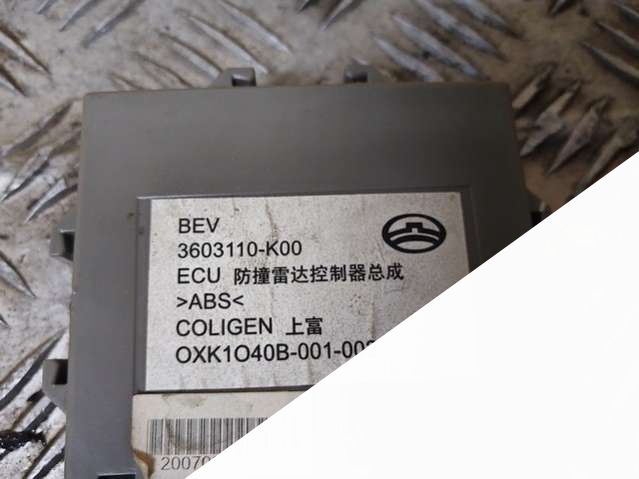 BEV
3603110-K00
ECU 防撞雷达控制器总成
>ABS<
COLIGEN 上富
OXK1O40B-001-00
20070